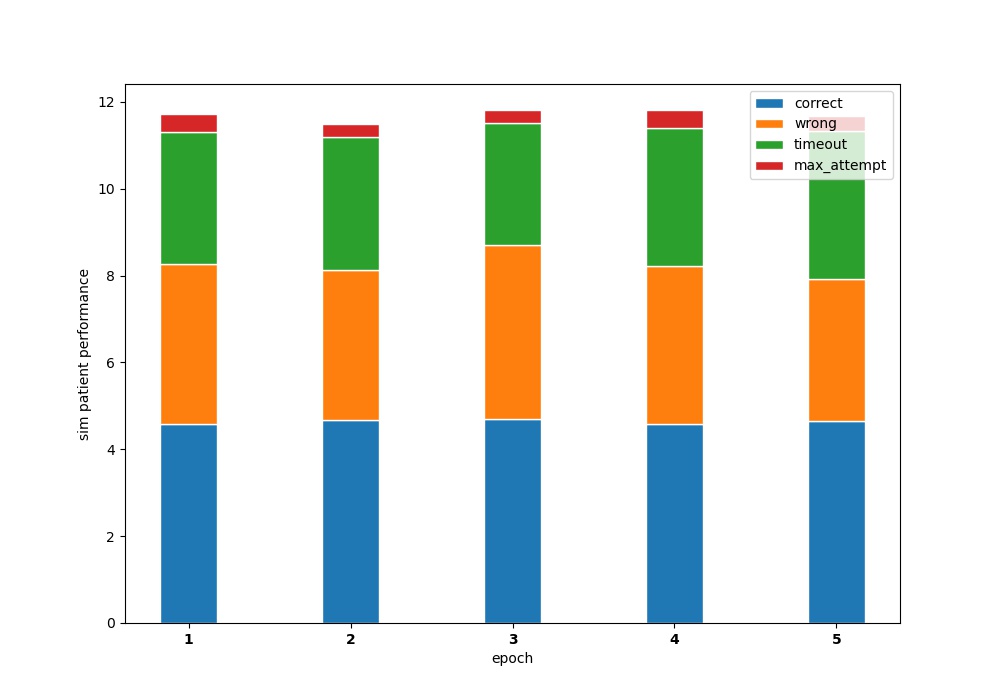 correct
wrong
timeout
max_attempt
12
10
8
6
4
2
0
sim patient performance
1 2 3 4 5
epoch